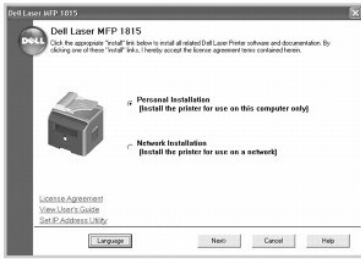 Dell Laser MFP 1815
DELL
Dell Laser MFP 1815
Click the appropriate "Install" link below to install all related Dell Laser Printer software and documentation. By
clicking one of these "Install" links, I hereby accept the license agreement terms contained herein.
Personal Installation
(Install the printer for use on this computer only)
Network Installation
(Install the printer for use on a network)
License Agreement
View User's Guide
Set IP Address Utility
Language
Next>
Cancel
Help